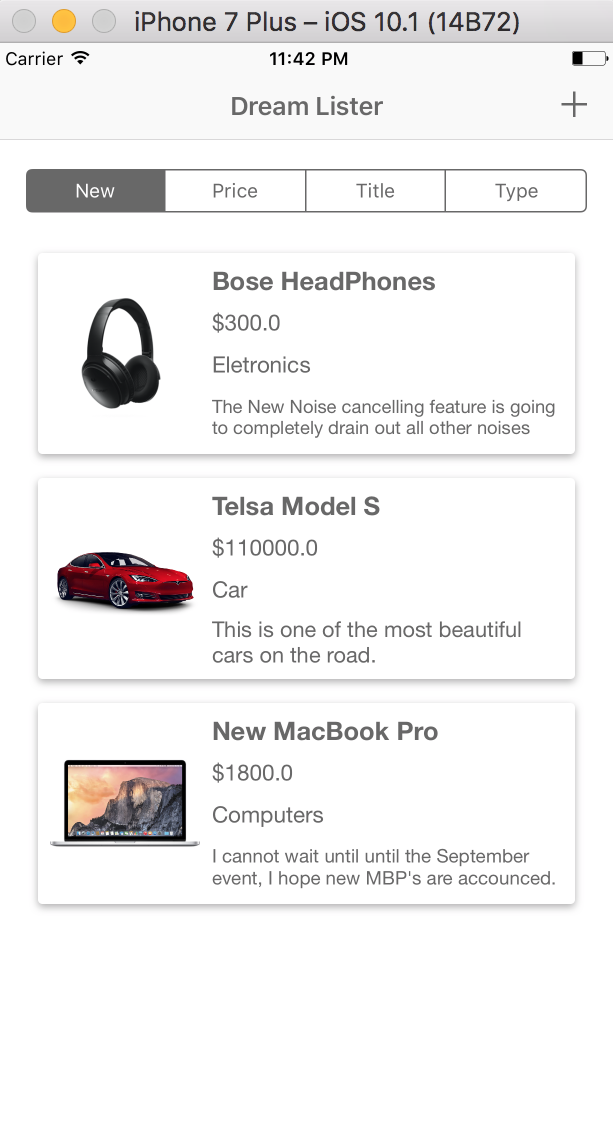 iPhone 7 Plus – iOS 10.1 (14B72)
Carrier 11:42 PM
Dream Lister
New Price Title Type
Bose HeadPhones
$300.0
Eletronics
The New Noise cancelling feature is going
to completely drain out all other noises
Telsa Model S
$110000.0
Car
This is one of the most beautiful
cars on the road.
New MacBook Pro
$1800.0
Computers
I cannot wait until until the September
event, I hope new MBP's are accounced.